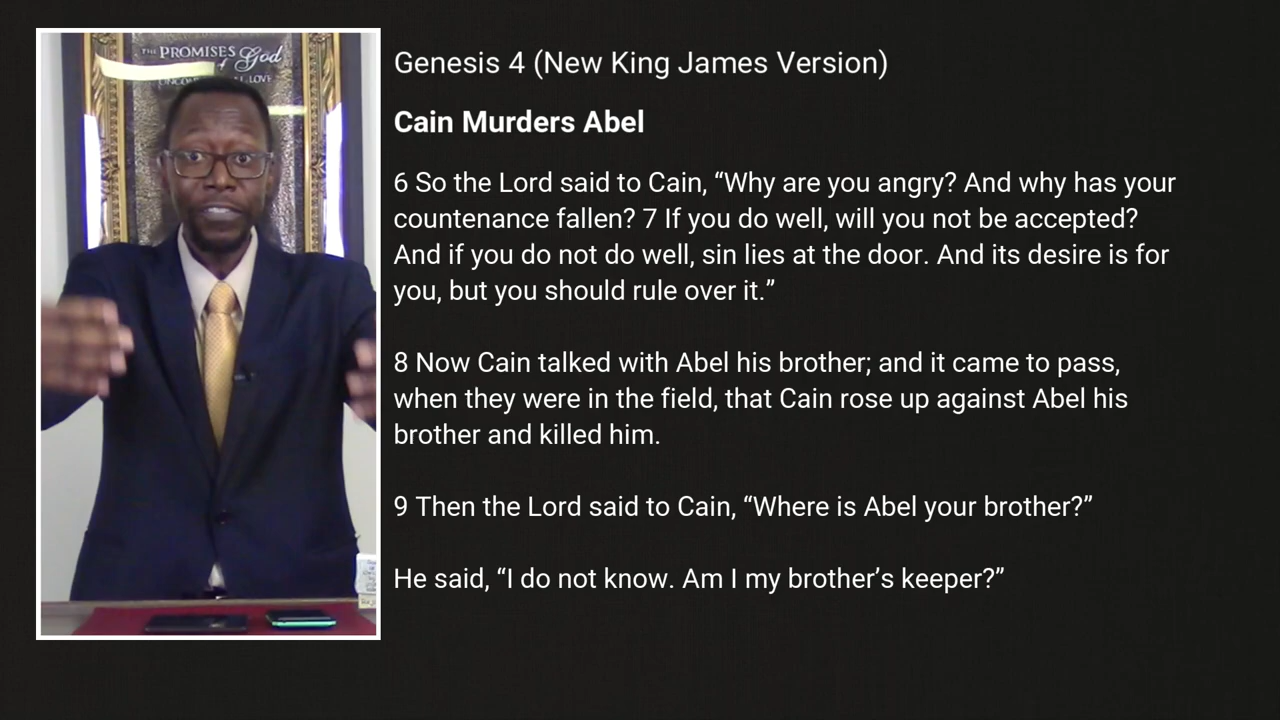 THE PROMISES
of God
UNCON L LOVE
Genesis 4 (New King James Version)
Cain Murders Abel
6 So the Lord said to Cain, “Why are you angry? And why has your
countenance fallen? 7 If you do well, will you not be accepted?
And if you do not do well, sin lies at the door. And its desire is for
you, but you should rule over it.”
8 Now Cain talked with Abel his brother; and it came to pass,
when they were in the field, that Cain rose up against Abel his
brother and killed him.
9 Then the Lord said to Cain, “Where is Abel your brother?”
He said, “I do not know. Am I my brother’s keeper?”